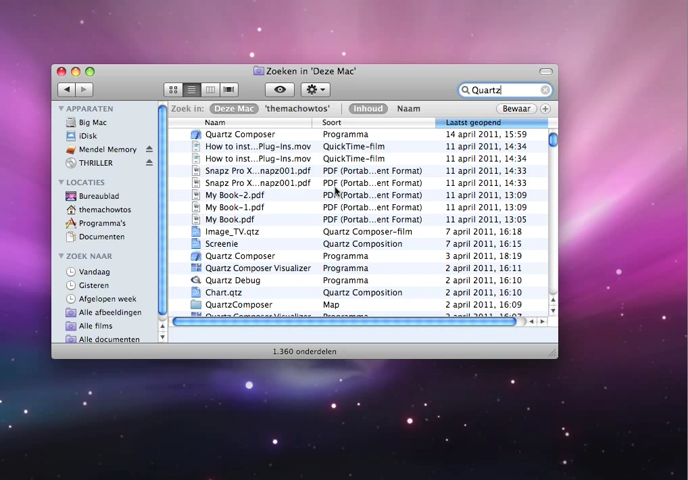 Zoeken in 'Deze Mac'
Quartz
Zoek in: Deze Mac 'themachowtos' Inhoud Naam Bewaar
APPARATEN
Big Mac
iDisk
Mendel Memory
THRILLER
LOCATIES
Bureaublad
themachowtos
Programma's
Documenten
ZOEK NAAR
Vandaag
Gisteren
Afgelopen week
Alle afbeeldingen
Alle films
Alle documenten
Naam Soort Laatst geopend
Quartz Composer Programma 14 april 2011, 15:59
How to inst...Plug-Ins.mov QuickTime-film 11 april 2011, 14:34
How to inst...Plug-Ins.mov QuickTime-film 11 april 2011, 14:34
Snapz Pro X...napz001.pdf PDF (Portab...ent Format) 11 april 2011, 14:33
Snapz Pro X...napz001.pdf PDF (Portab...ent Format) 11 april 2011, 14:33
My Book-2.pdf PDF (Portab...ent Format) 11 april 2011, 13:09
My Book-1.pdf PDF (Portab...ent Format) 11 april 2011, 13:09
My Book.pdf PDF (Portab...ent Format) 11 april 2011, 13:05
Image_TV.qtz Quartz Composer-film 7 april 2011, 16:18
Screenie Quartz Composition 7 april 2011, 16:15
Quartz Composer Programma 3 april 2011, 18:19
Quartz Composer Visualizer Programma 2 april 2011, 16:11
Quartz Debug Programma 2 april 2011, 16:10
Chart.qtz Quartz Composition 2 april 2011, 16:10
QuartzComposer Map 2 april 2011, 16:09
Quartz Composer Visualizer Programma 2 april 2011, 16:07
1.360 onderdelen